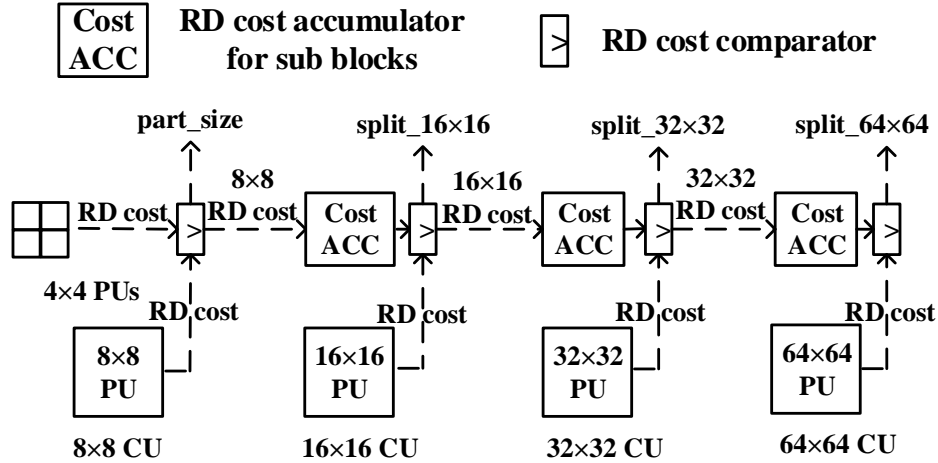 Cost
ACC
RD cost accumulator
for sub blocks
>
RD cost comparator
part_size
split_16×16
split_32×32
split_64×64
8×8
16×16
32×32
RD cost
>
RD cost
Cost
ACC
>
RD cost
Cost
ACC
>
RD cost
Cost
ACC
>
4×4 PUs
RD cost
RD cost
RD cost
RD cost
8×8
PU
16×16
PU
32×32
PU
64×64
PU
8×8 CU
16×16 CU
32×32 CU
64×64 CU